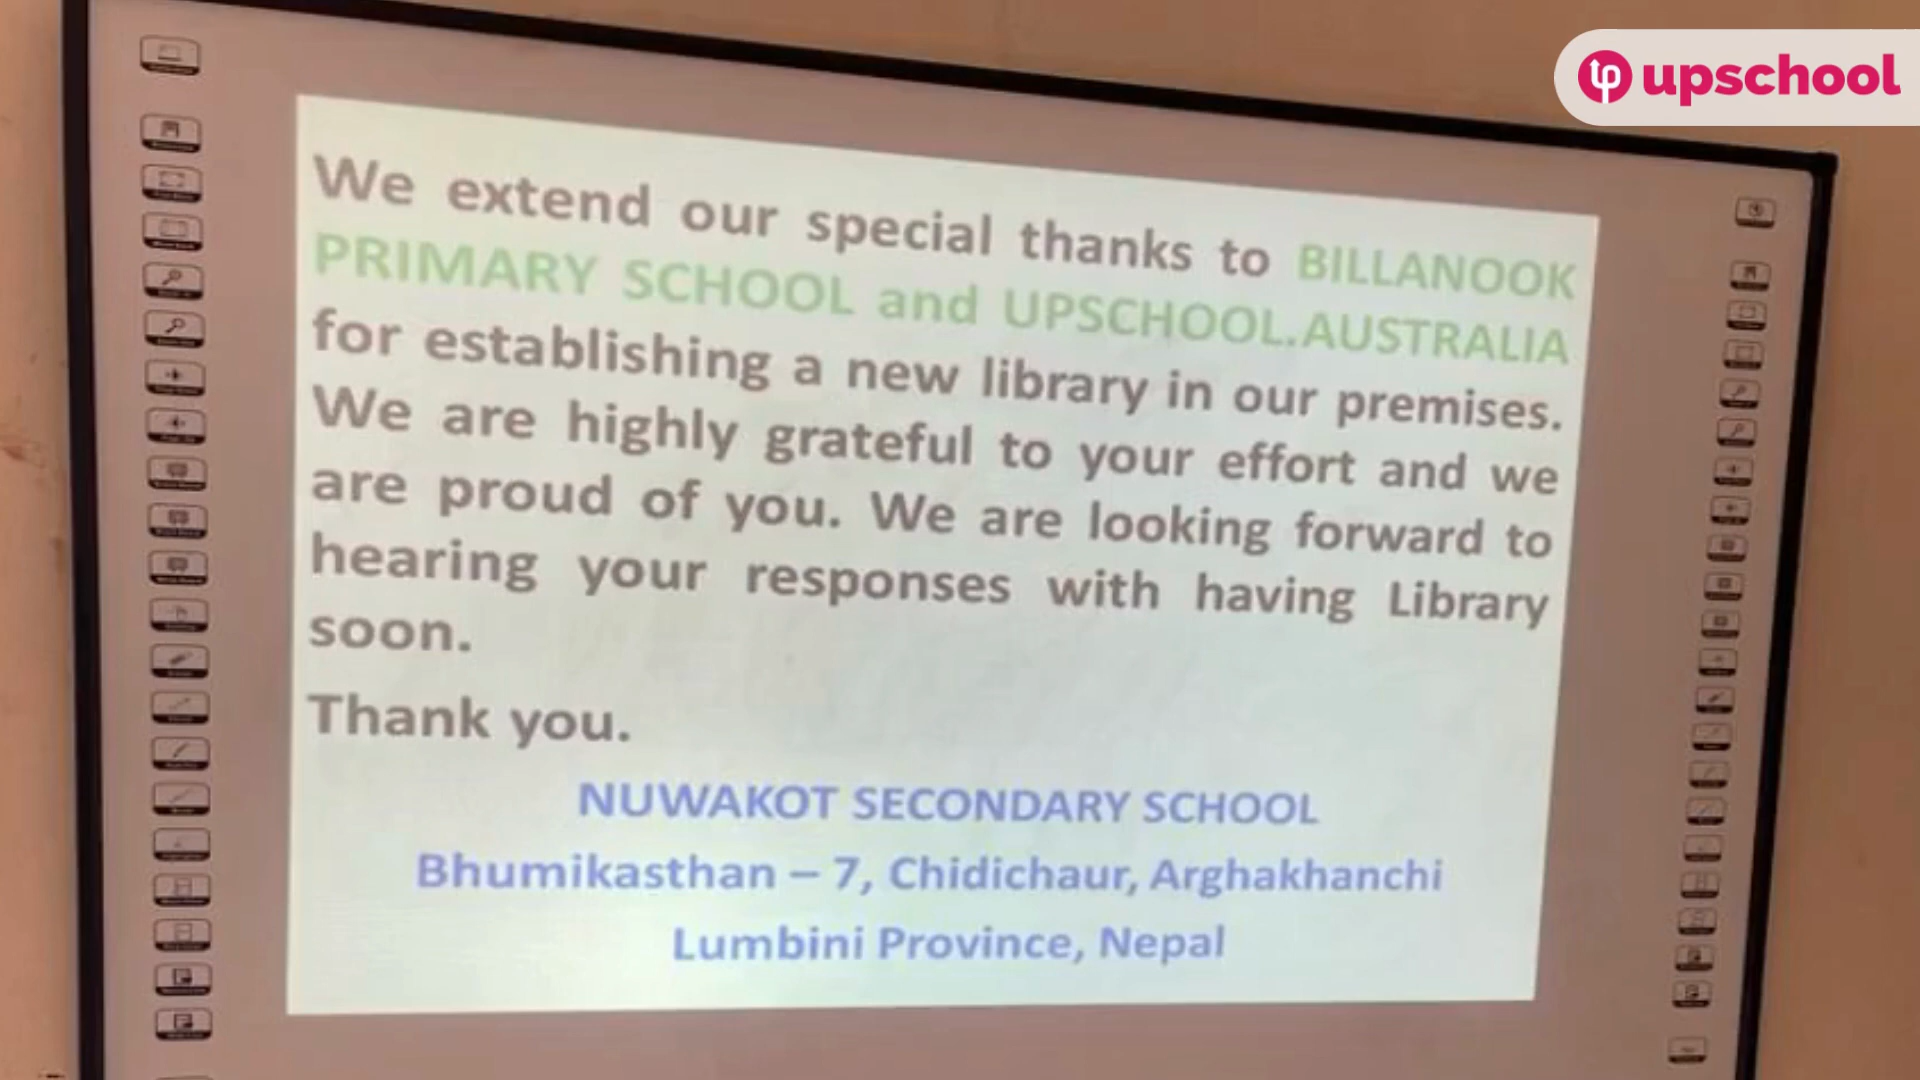 upschool
We extend our special thanks to BILLANOOK
PRIMARY SCHOOL and UPSCHOOL.AUSTRALIA
for establishing a new library in our premises.
We are highly grateful to your effort and we
are proud of you. We are looking forward to
hearing your responses with having Library
soon.
Thank you.
NUWAKOT SECONDARY SCHOOL
Bhumikasthan – 7, Chidichaur, Arghakhanchi
Lumbini Province, Nepal